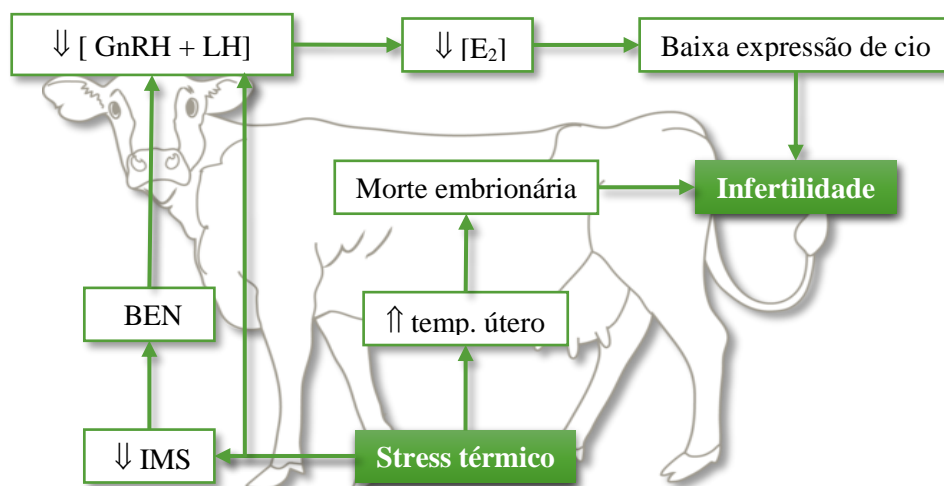 ⇓ [ GnRH + LH]
⇓ [E₂]
Baixa expressão de cio
Morte embrionária
Infertilidade
BEN
⇑ temp. útero
⇓ IMS
Stress térmico